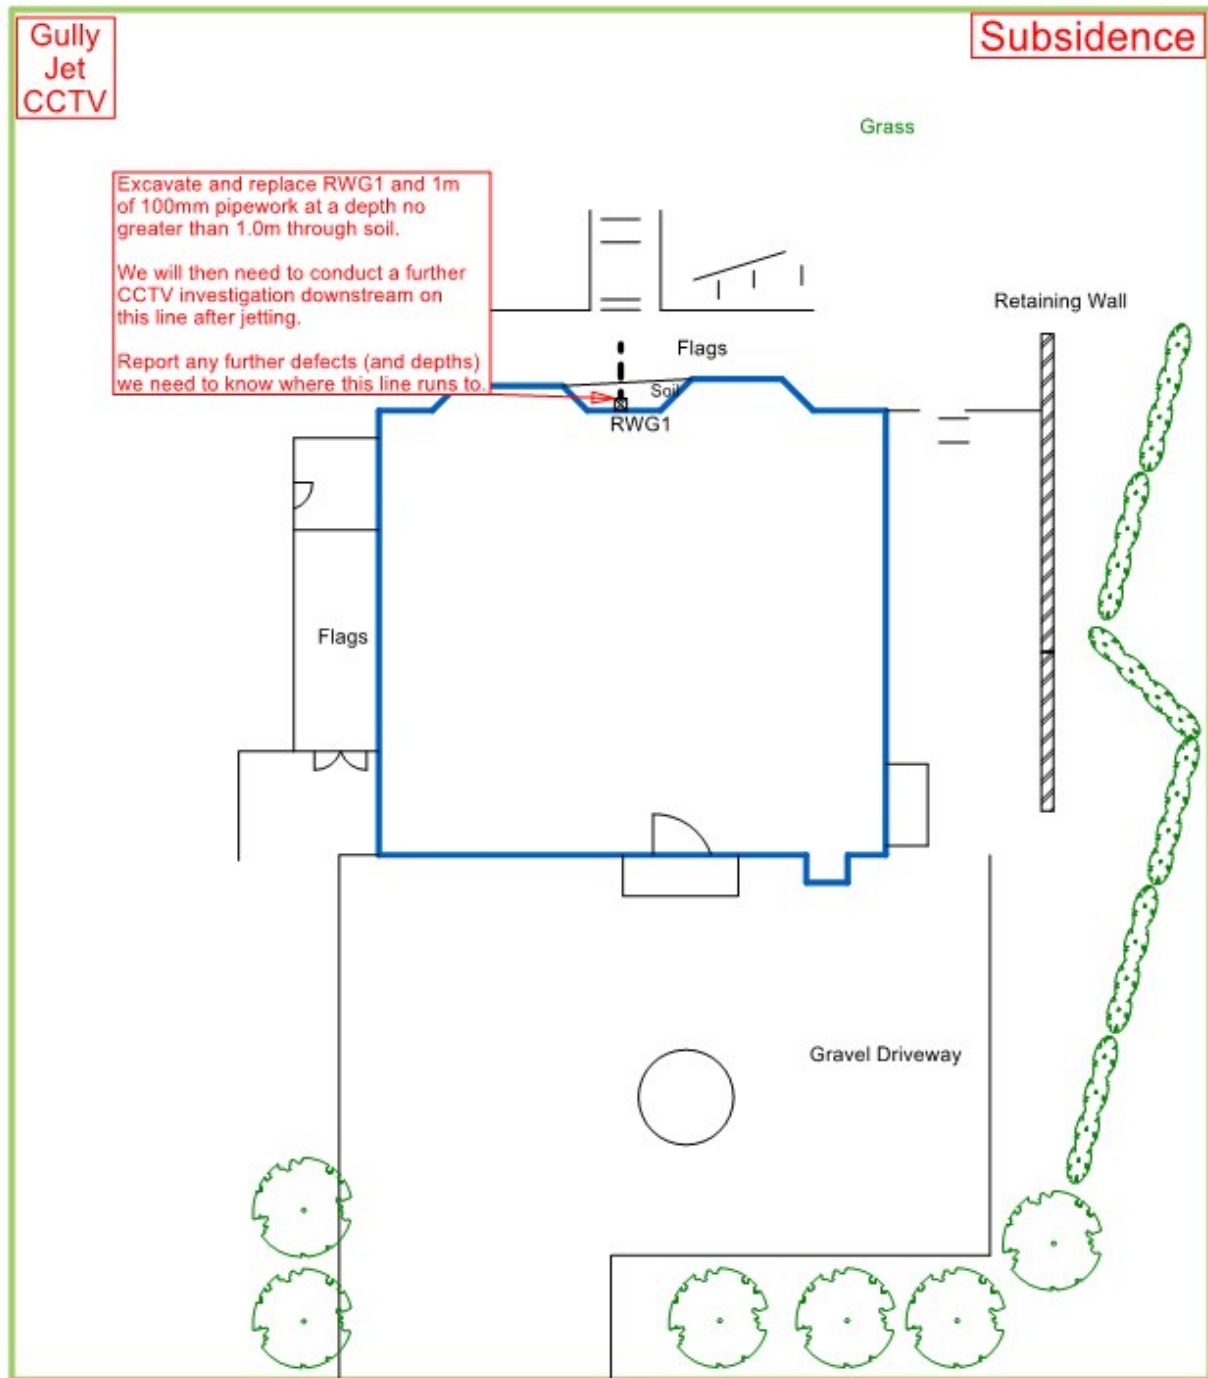 Gully
Jet
CCTV
Subsidence
Grass
Excavate and replace RWG1 and 1m
of 100mm pipework at a depth no
greater than 1.0m through soil.
We will then need to conduct a further
CCTV investigation downstream on
this line after jetting.
Report any further defects (and depths)
we need to know where this line runs to.
Retaining Wall
Flags
Soil
RWG1
Flags
Gravel Driveway